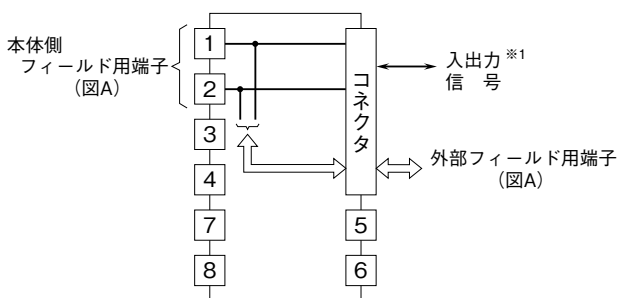 本体側
フィールド用端子
(図A)
1
2
3
4
7
8
コネクタ
5
6
入出力※1
信 号
外部フィールド用端子
(図A)